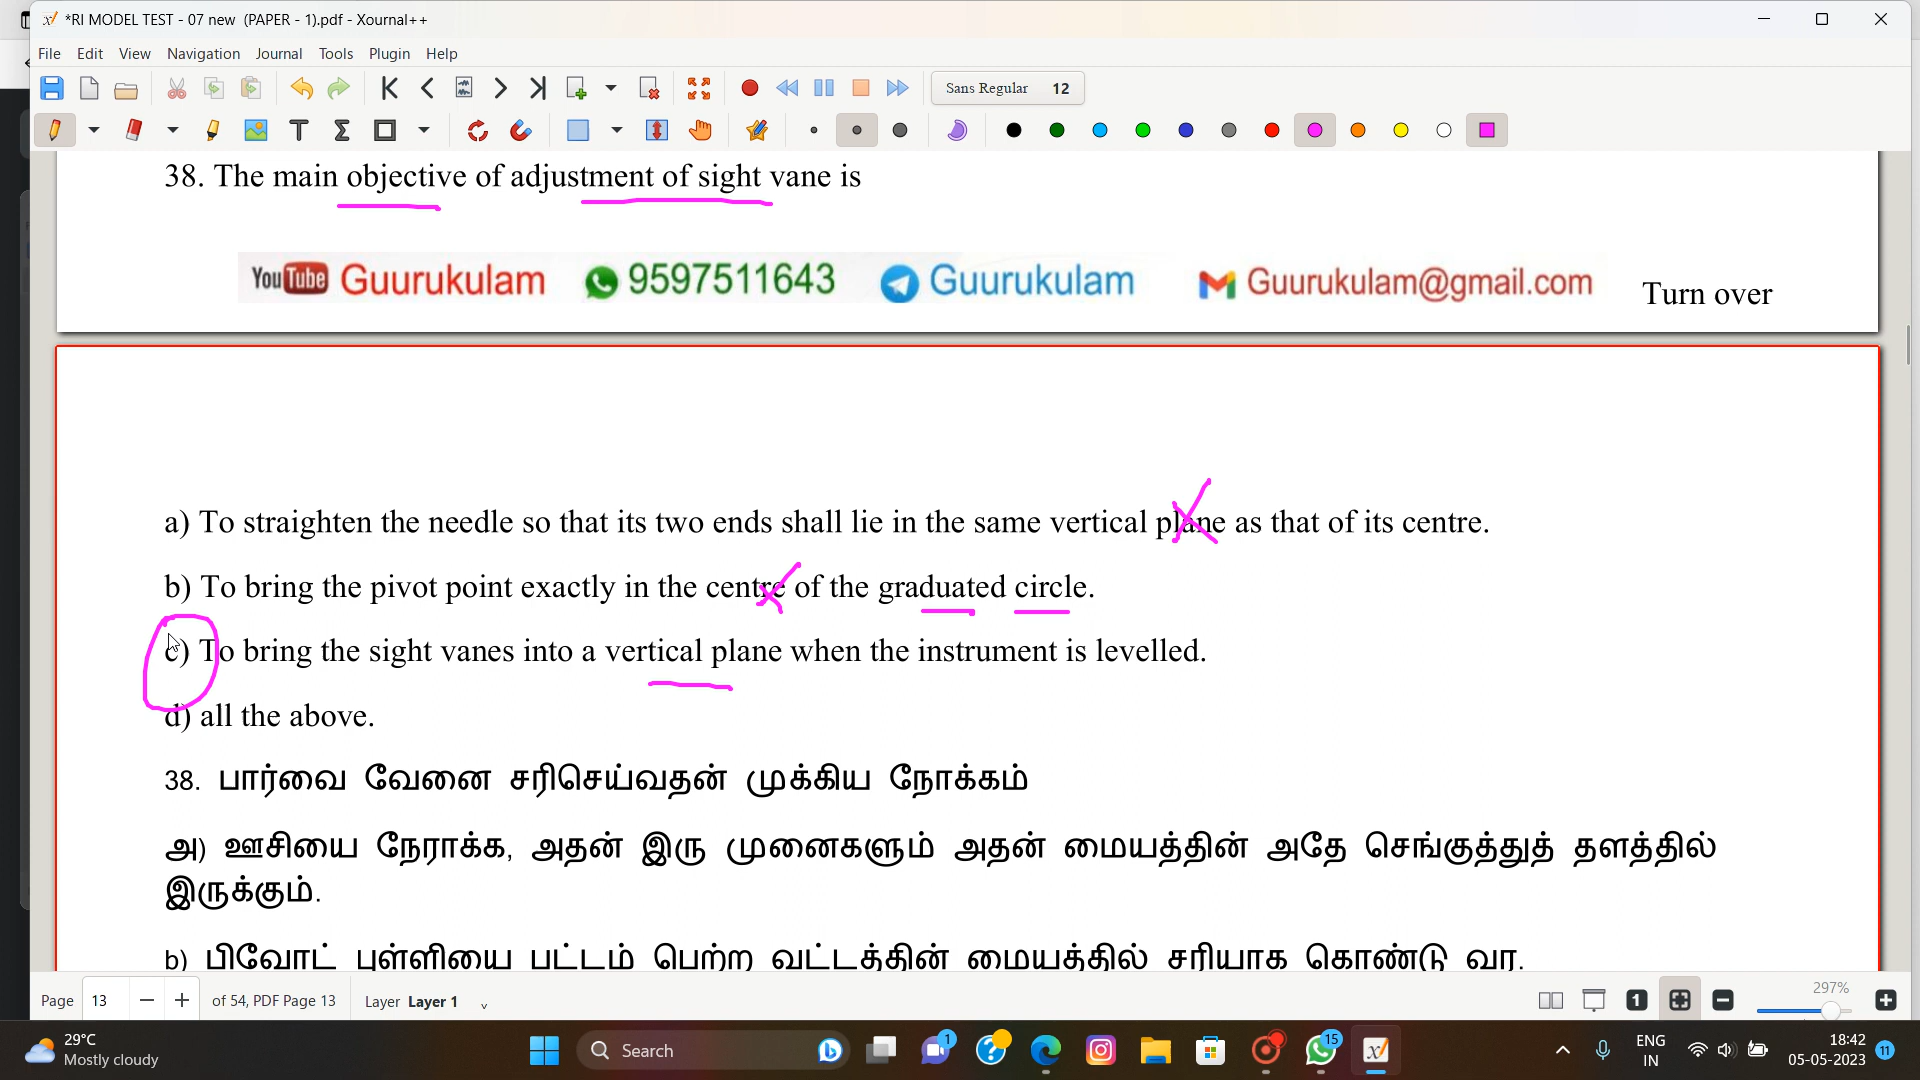 *RI MODEL TEST - 07 new (PAPER - 1).pdf - Xournal++
File Edit View Navigation Journal Tools Plugin Help
Sans Regular 12
38. The main objective of adjustment of sight vane is
YouTube Guurukulam 9597511643 Guurukulam Guurukulam@gmail.com
Turn over
a) To straighten the needle so that its two ends shall lie in the same vertical plane as that of its centre.
b) To bring the pivot point exactly in the centre of the graduated circle.
c) To bring the sight vanes into a vertical plane when the instrument is levelled.
d) all the above.
38. பார்வை வேனை சரிசெய்வதன் முக்கிய நோக்கம்
அ) ஊசியை நேராக்க, அதன் இரு முனைகளும் அதன் மையத்தின் அதே செங்குத்துத் தளத்தில்
இருக்கும்.
b) பிவோட் புள்ளியை பட்டம் பெற்ற வட்டத்தின் மையத்தில் சரியாக கொண்டு வர.
Page 13 of 54, PDF Page 13 Layer Layer 1 297%
29°C
Mostly cloudy
Search
1
15
ENG
IN
18:42
05-05-2023
11